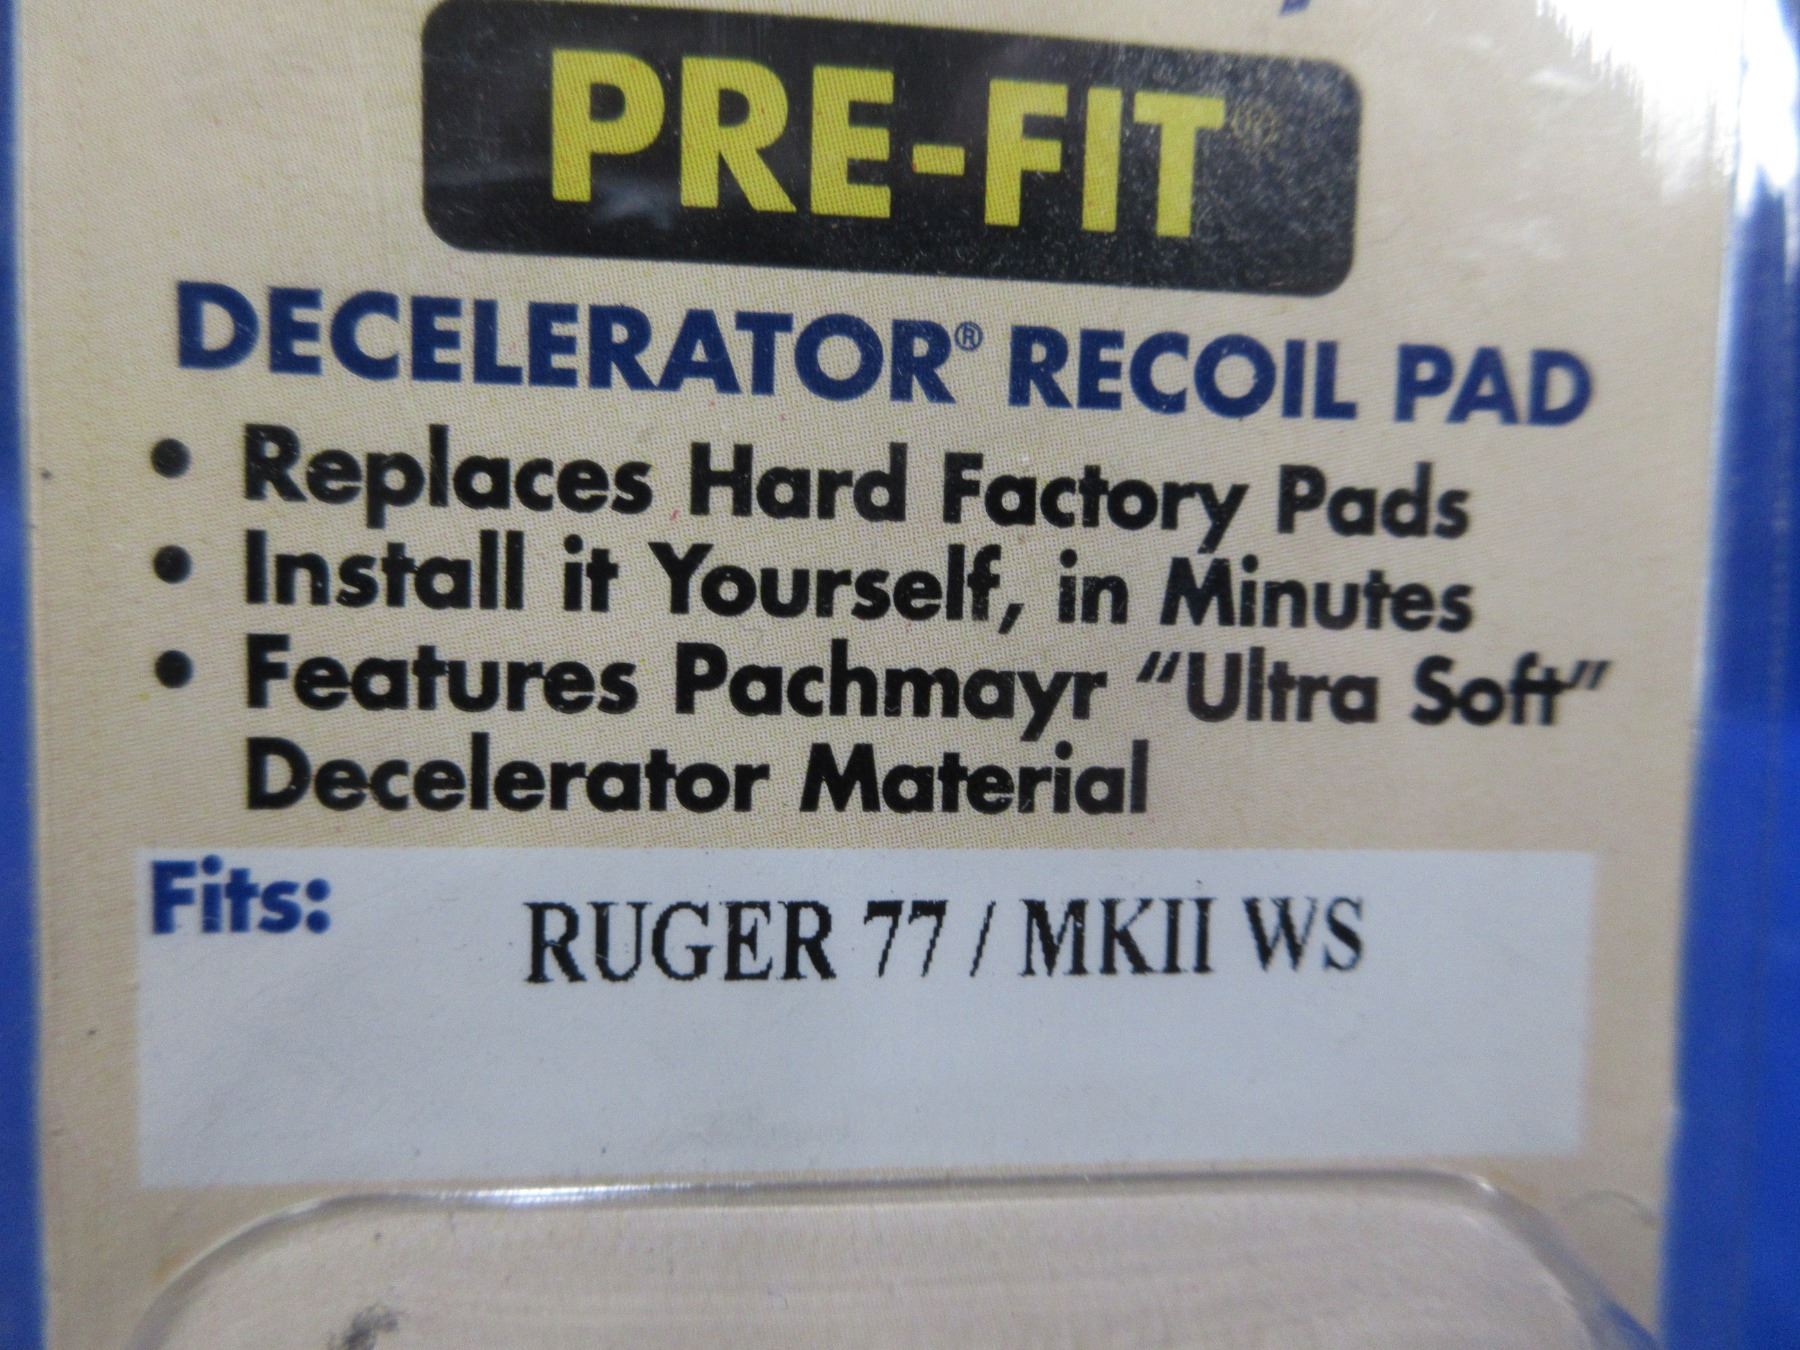 PRE-FIT®
DECELERATOR® RECOIL PAD
• Replaces Hard Factory Pads
• Install it Yourself, in Minutes
• Features Pachmayr “Ultra Soft”
Decelerator Material
Fits:
RUGER 77 / MKII WS